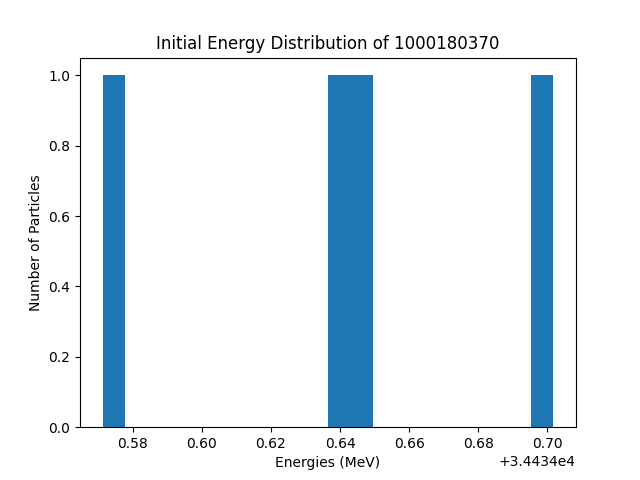 Initial Energy Distribution of 1000180370
Number of Particles
1.0
0.8
0.6
0.4
0.2
0.0
0.58 0.60 0.62 0.64 0.66 0.68 0.70
Energies (MeV)
+3.4434e4